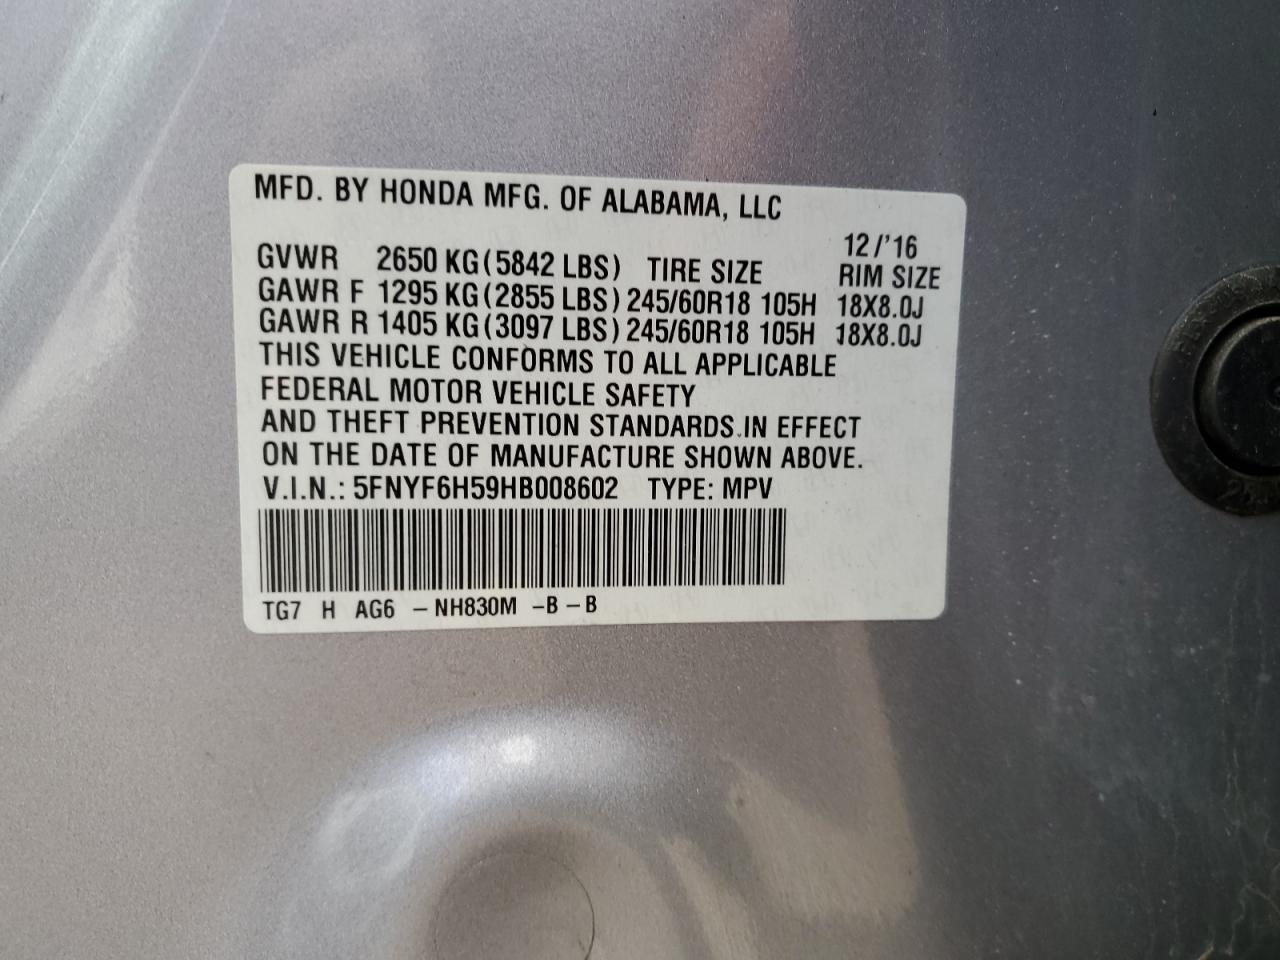 MFD. BY HONDA MFG. OF ALABAMA, LLC
12/'16
GVWR 2650 KG(5842 LBS) TIRE SIZE RIM SIZE
GAWR F 1295 KG(2855 LBS) 245/60R18 105H 18X8.0J
GAWR R 1405 KG(3097 LBS) 245/60R18 105H 18X8.0J
THIS VEHICLE CONFORMS TO ALL APPLICABLE
FEDERAL MOTOR VEHICLE SAFETY
AND THEFT PREVENTION STANDARDS IN EFFECT
ON THE DATE OF MANUFACTURE SHOWN ABOVE.
V.I.N.: 5FNYF6H59HB008602 TYPE: MPV
TG7 H AG6 -NH830M -B-B